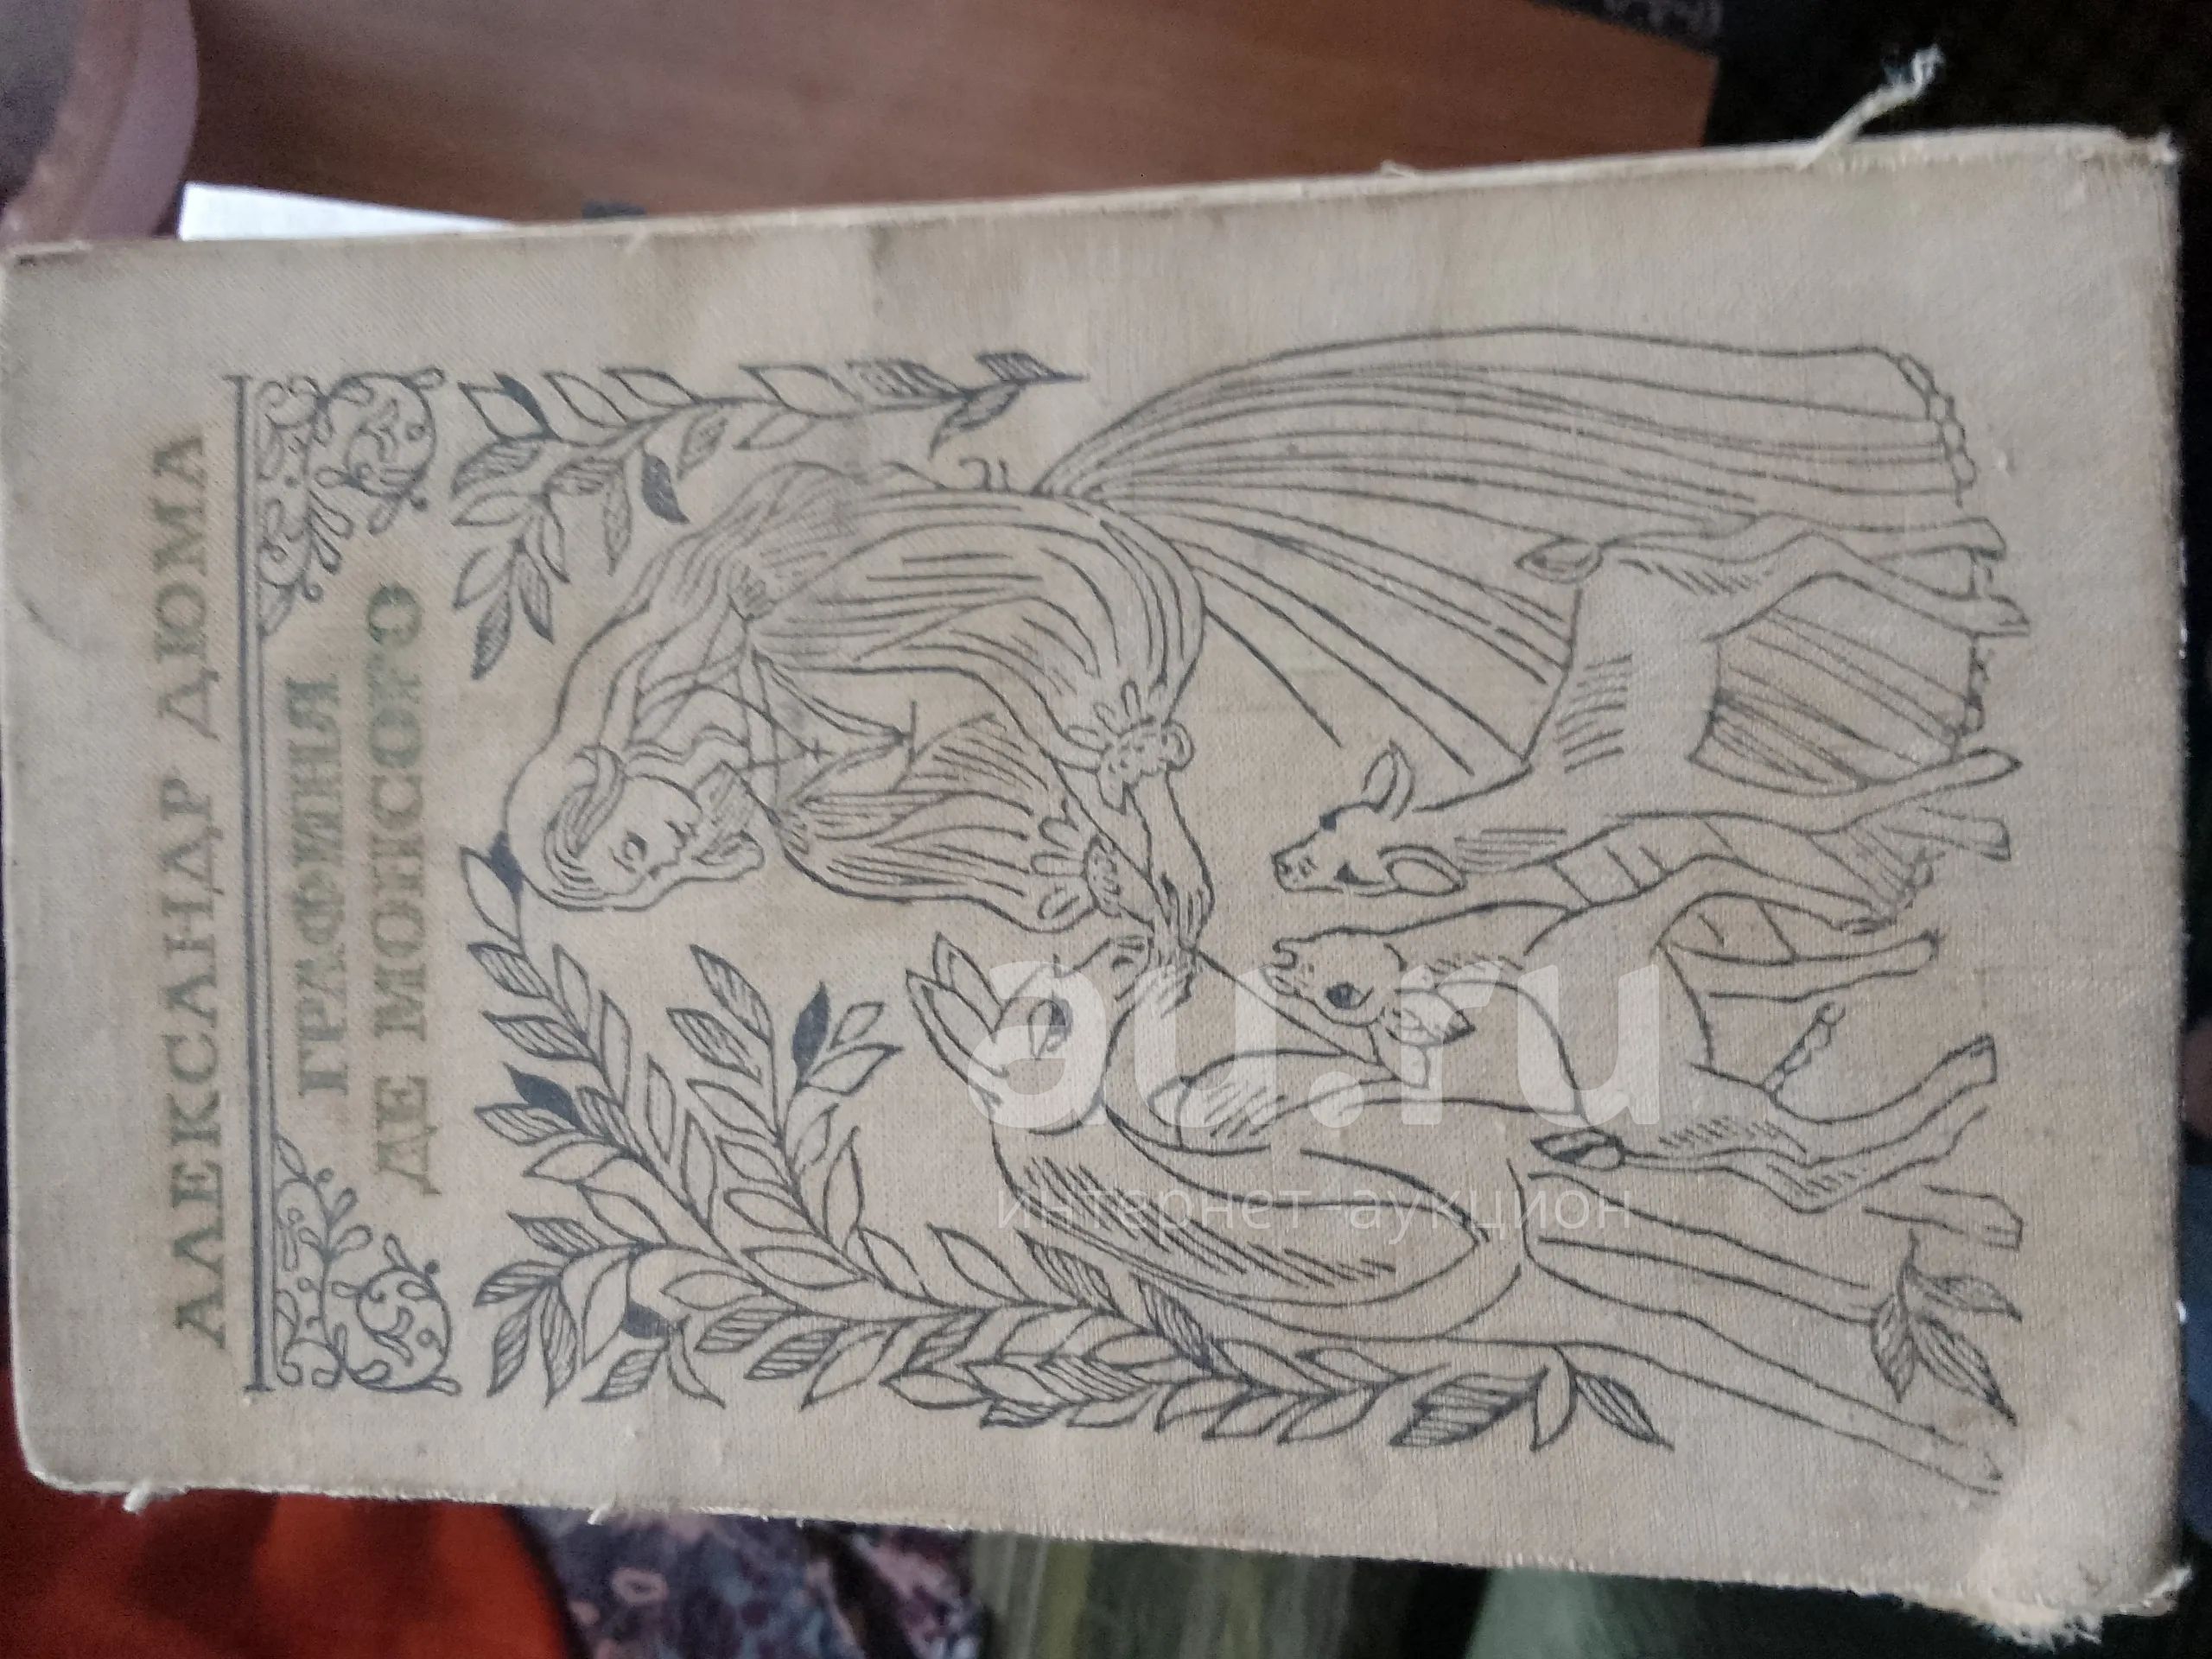 АЛЕКСАНДР ДЮМА
ГРАФИНЯ
ДЕ МОНСОРО
au.ru
интернет-аукцион